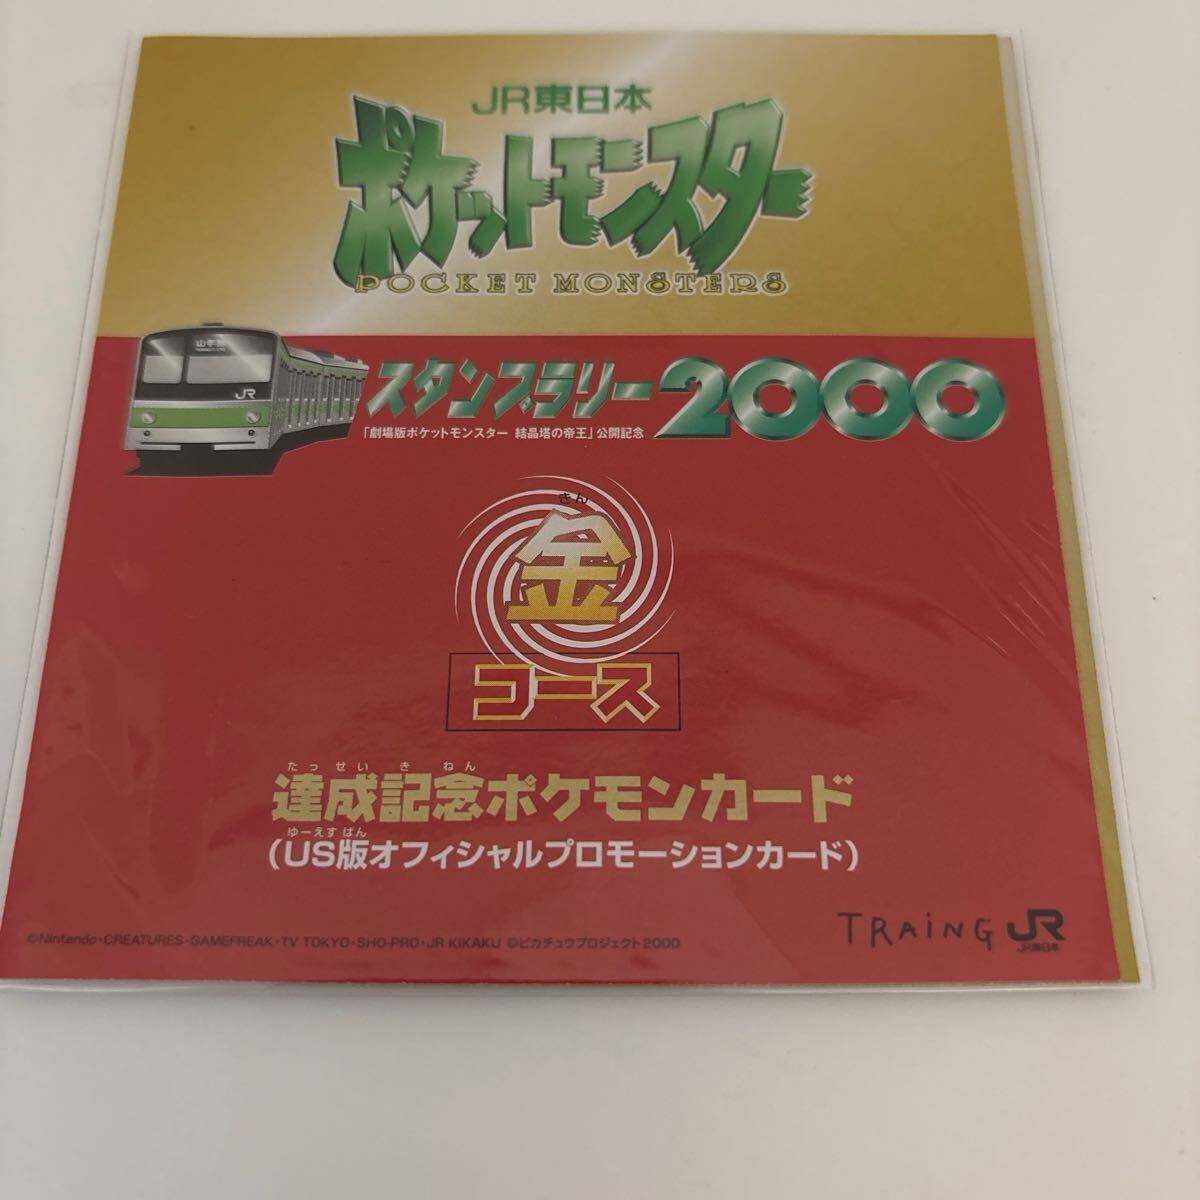 JR東日本
ポケットモンスター
POCKET MONSTERS
山手線
JR
スタンプラリー2000
「劇場版ポケットモンスター 結晶塔の帝王」公開記念
きん
金
コース
たっせいきねん
達成記念ポケモンカード
ゆーえすばん
(US版オフィシャルプロモーションカード)
TRAiNG JR
JR東日本
©Nintendo・CREATURES・GAMEFREAK・TV TOKYO・SHO-PRO・JR KIKAKU ©ピカチュウプロジェクト2000